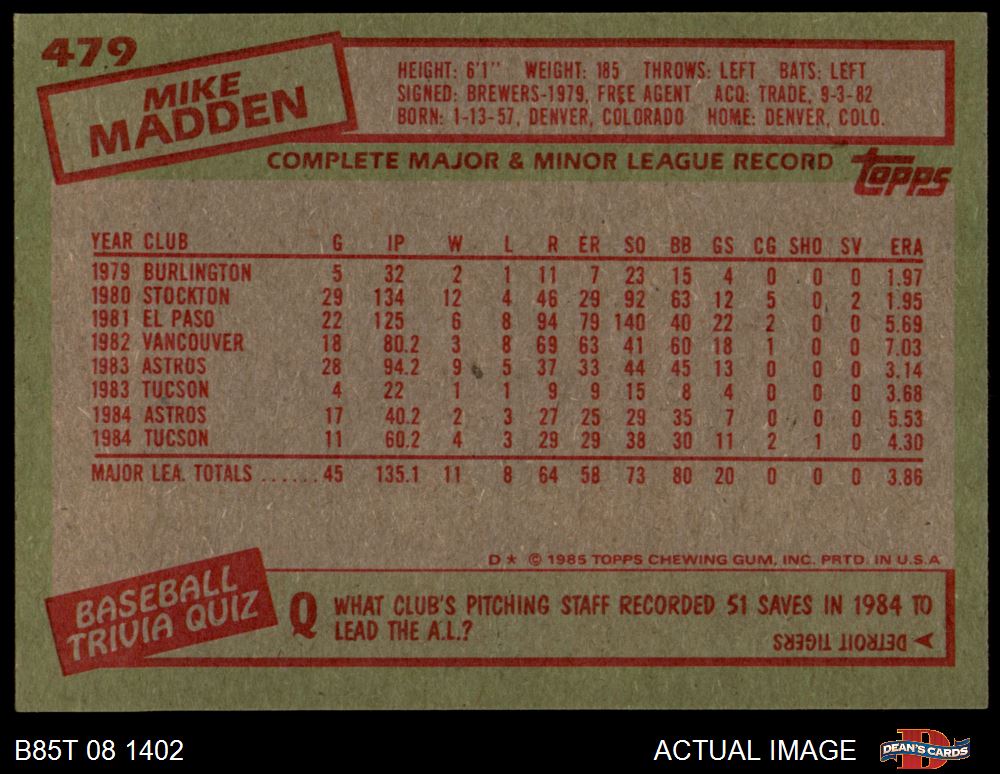 479
MIKE
MADDEN
HEIGHT: 6'1" WEIGHT: 185 THROWS: LEFT BATS: LEFT
SIGNED: BREWERS-1979, FREE AGENT ACQ: TRADE, 9-3-82
BORN: 1-13-57, DENVER, COLORADO HOME: DENVER, COLO.
COMPLETE MAJOR & MINOR LEAGUE RECORD
topps
YEAR CLUB G IP W L R ER SO BB GS CG SHO SV ERA
1979 BURLINGTON 5 32 2 1 11 7 23 15 4 0 0 0 1.97
1980 STOCKTON 29 134 12 4 46 29 92 63 12 5 0 2 1.95
1981 EL PASO 22 125 6 8 94 79 140 40 22 2 0 0 5.69
1982 VANCOUVER 18 80.2 3 8 69 63 41 60 18 1 0 0 7.03
1983 ASTROS 28 94.2 9 5 37 33 44 45 13 0 0 0 3.14
1983 TUCSON 4 22 1 1 9 9 15 8 4 0 0 0 3.68
1984 ASTROS 17 40.2 2 3 27 25 29 35 7 0 0 0 5.53
1984 TUCSON 11 60.2 4 3 29 29 38 30 11 2 1 0 4.30
MAJOR LEA. TOTALS ...... 45 135.1 11 8 64 58 73 80 20 0 0 0 3.86
D * © 1985 TOPPS CHEWING GUM, INC. PRTD. IN U.S.A
BASEBALL
TRIVIA QUIZ
Q WHAT CLUB'S PITCHING STAFF RECORDED 51 SAVES IN 1984 TO
LEAD THE A.L.?
DETROIT TIGERS
B85T 08 1402
ACTUAL IMAGE
D
DEAN'S CARDS